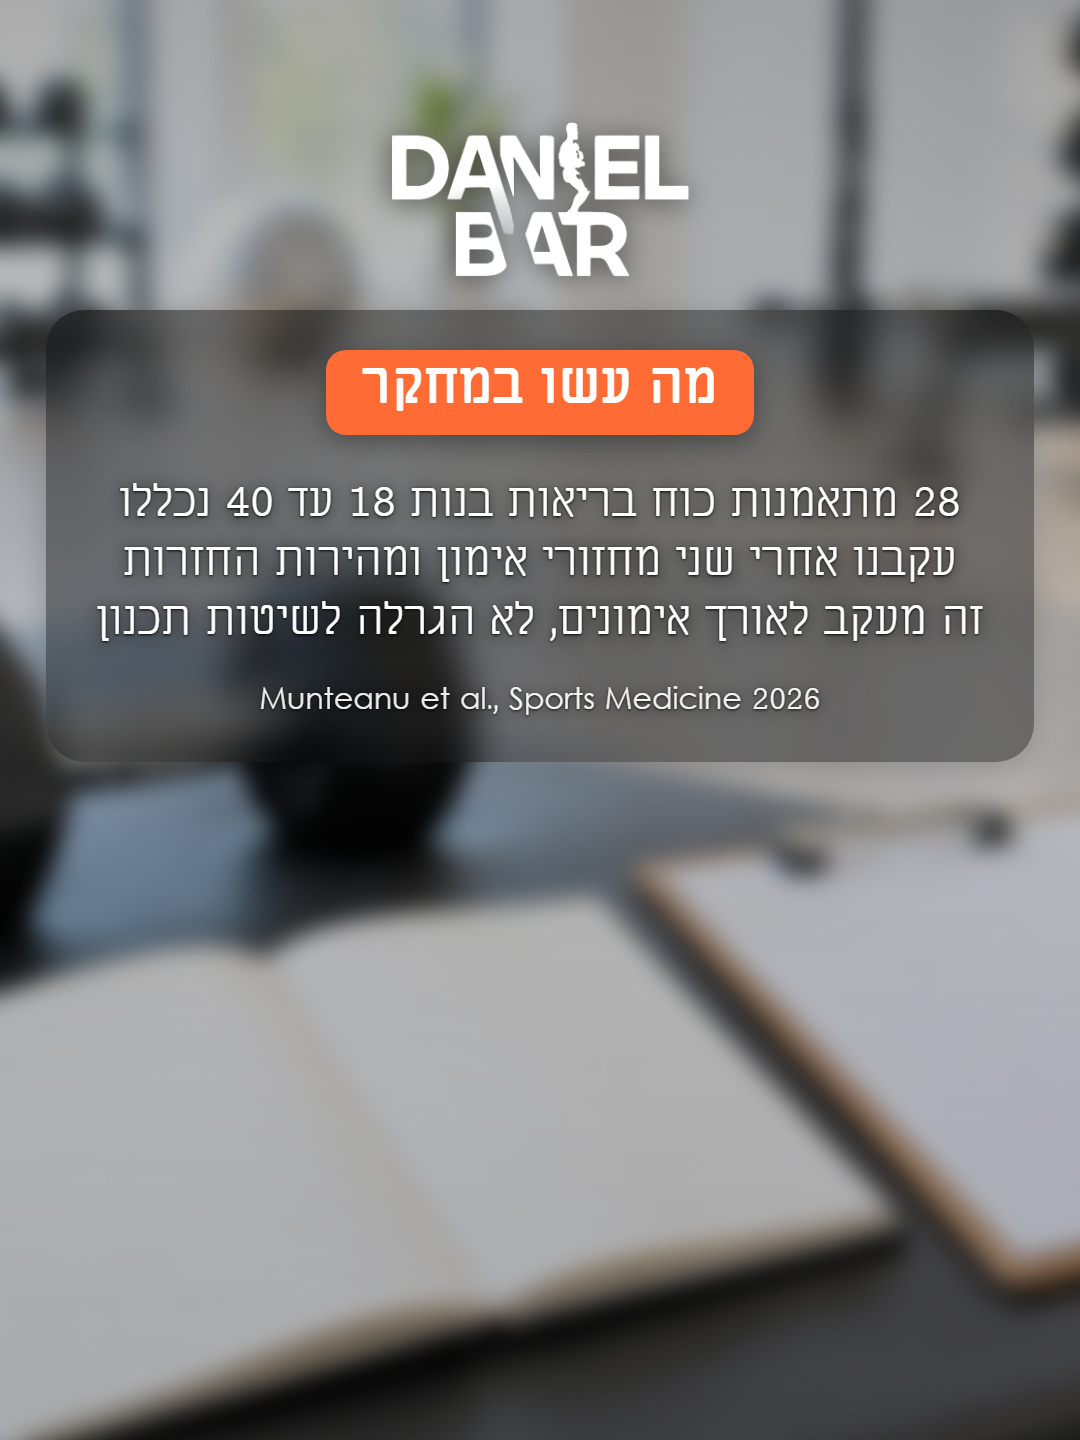 DANIEL
BAR
מה עשו במחקר
28 מתאמנות כוח בריאות בנות 18 עד 40 נכללו
עקבנו אחרי שני מחזורי אימון ומהירות החזרות
זה מעקב לאורך אימונים, לא הגרלה לשיטות תכנון
Munteanu et al., Sports Medicine 2026